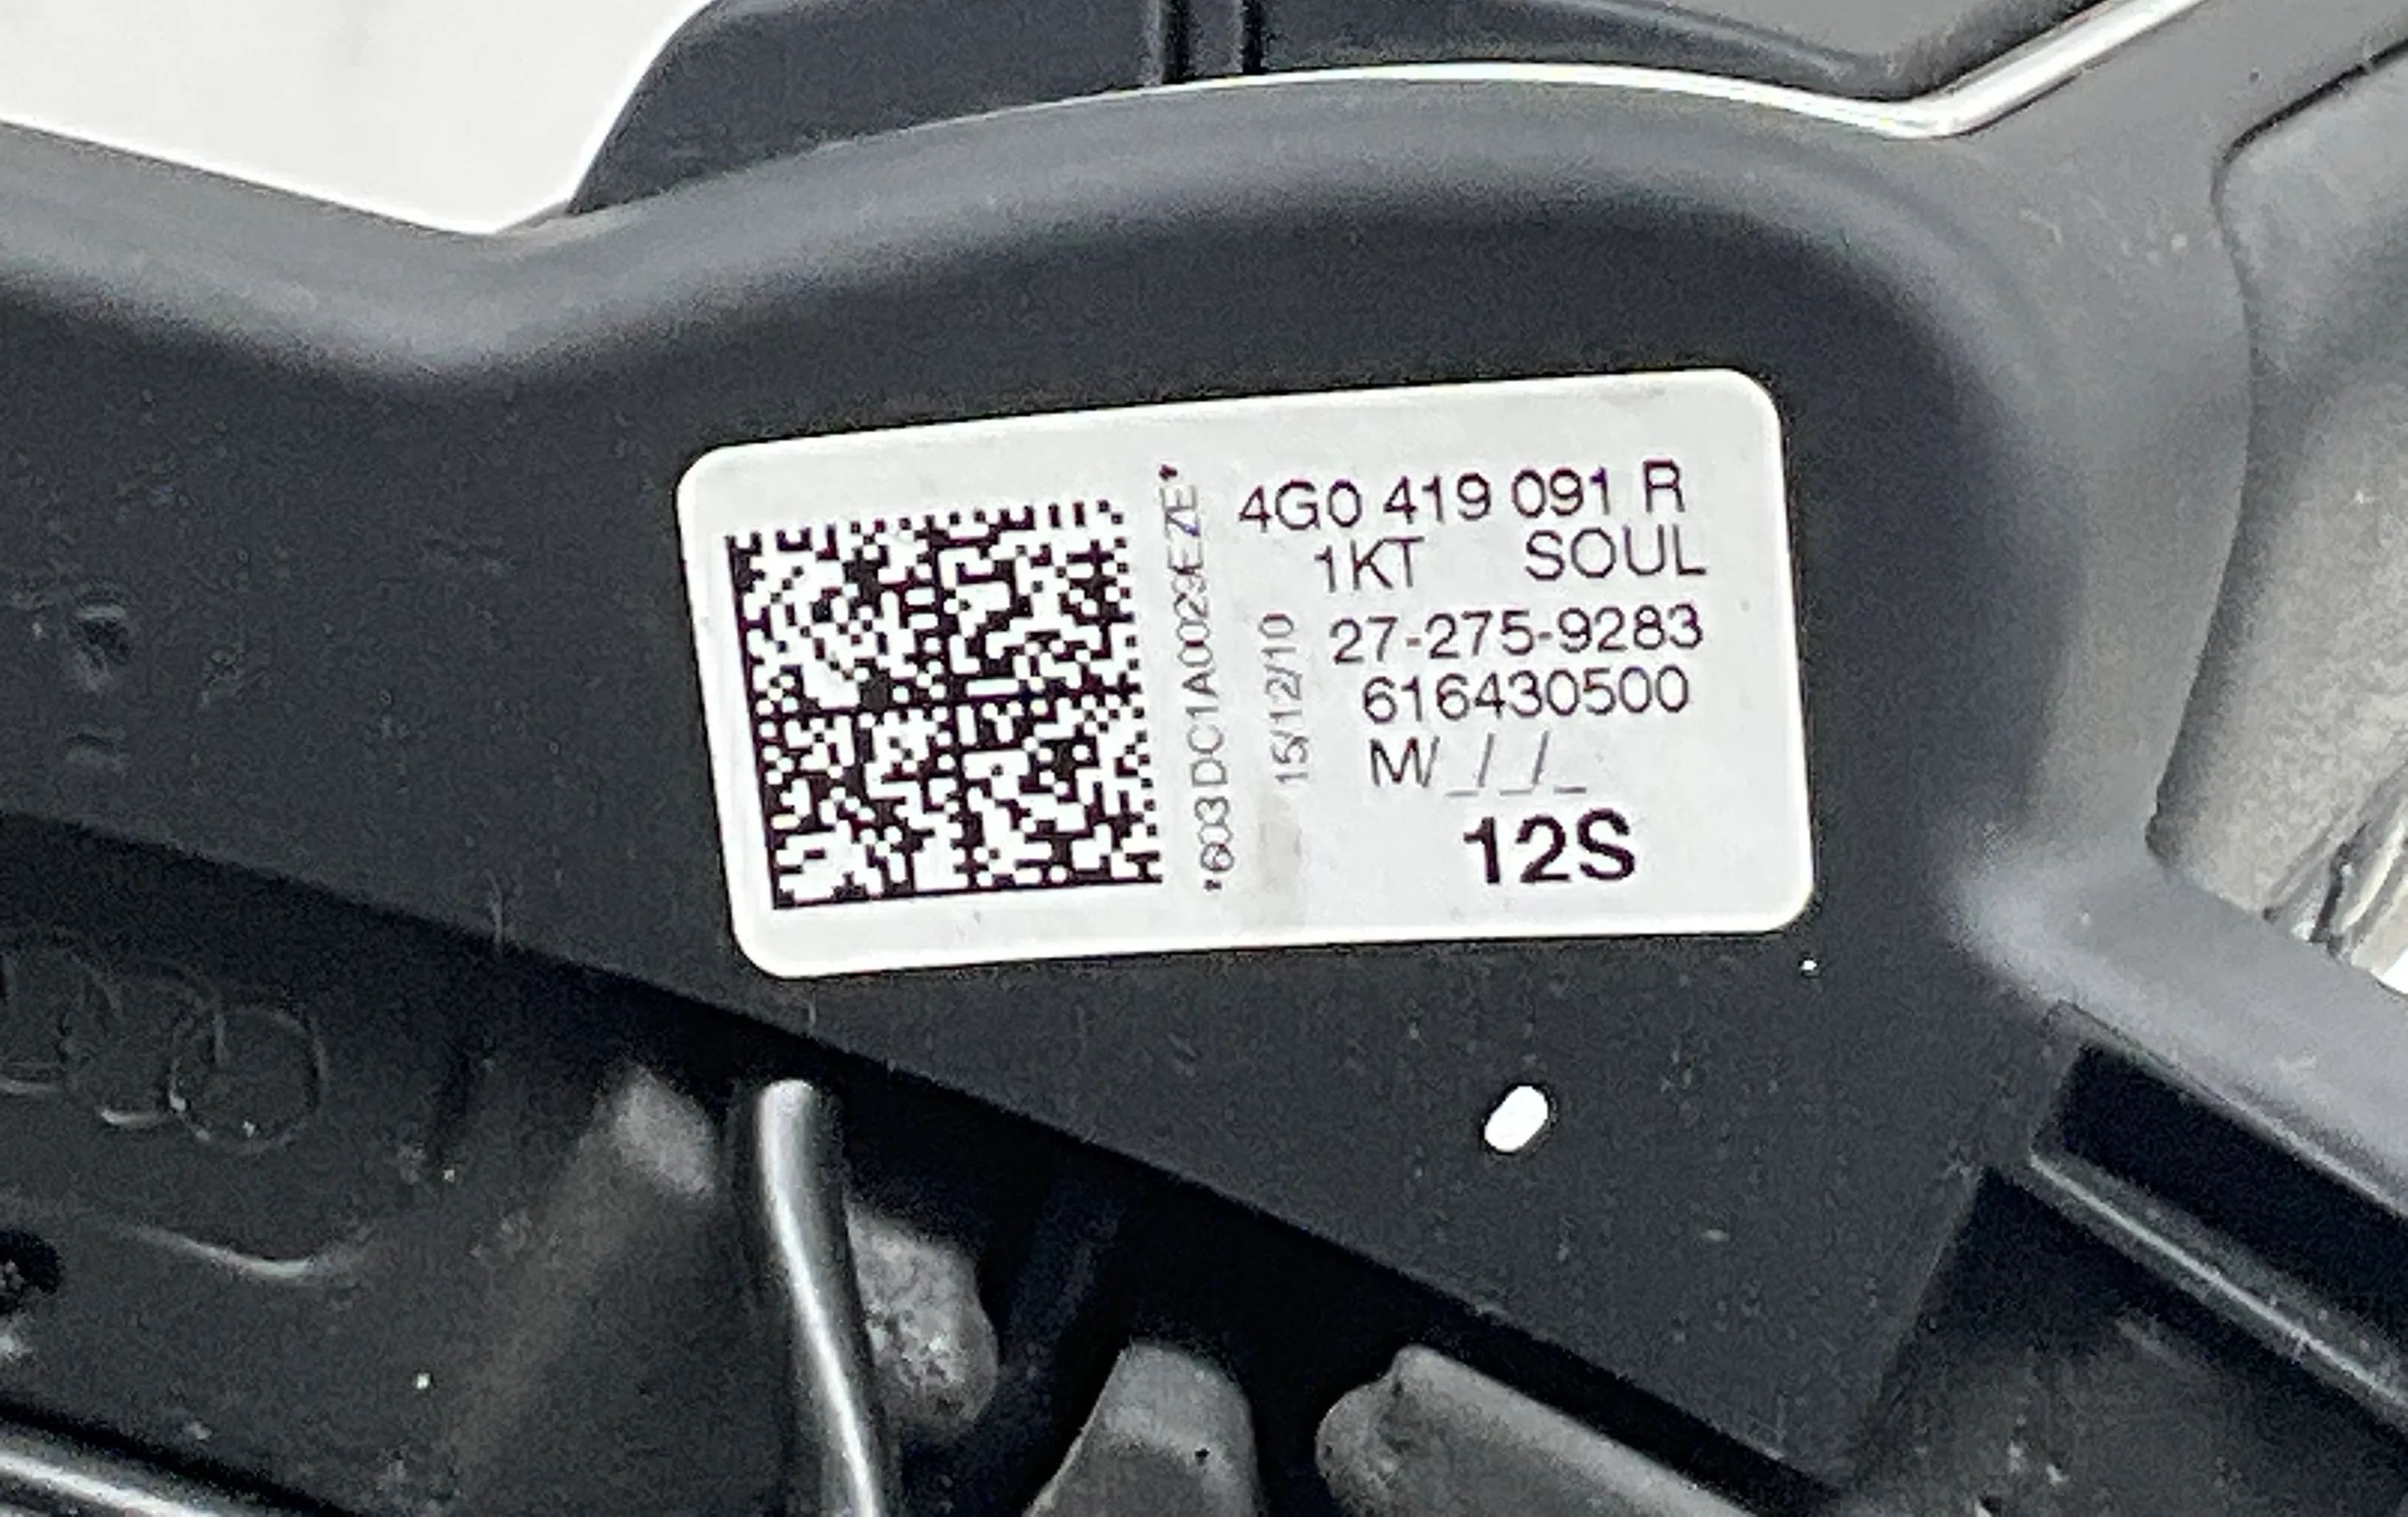 4G0 419 091 R
1KT SOUL
27-275-9283
616430500
M/_/_/_
12S
*603DC1A0029EZE*
15/12/10